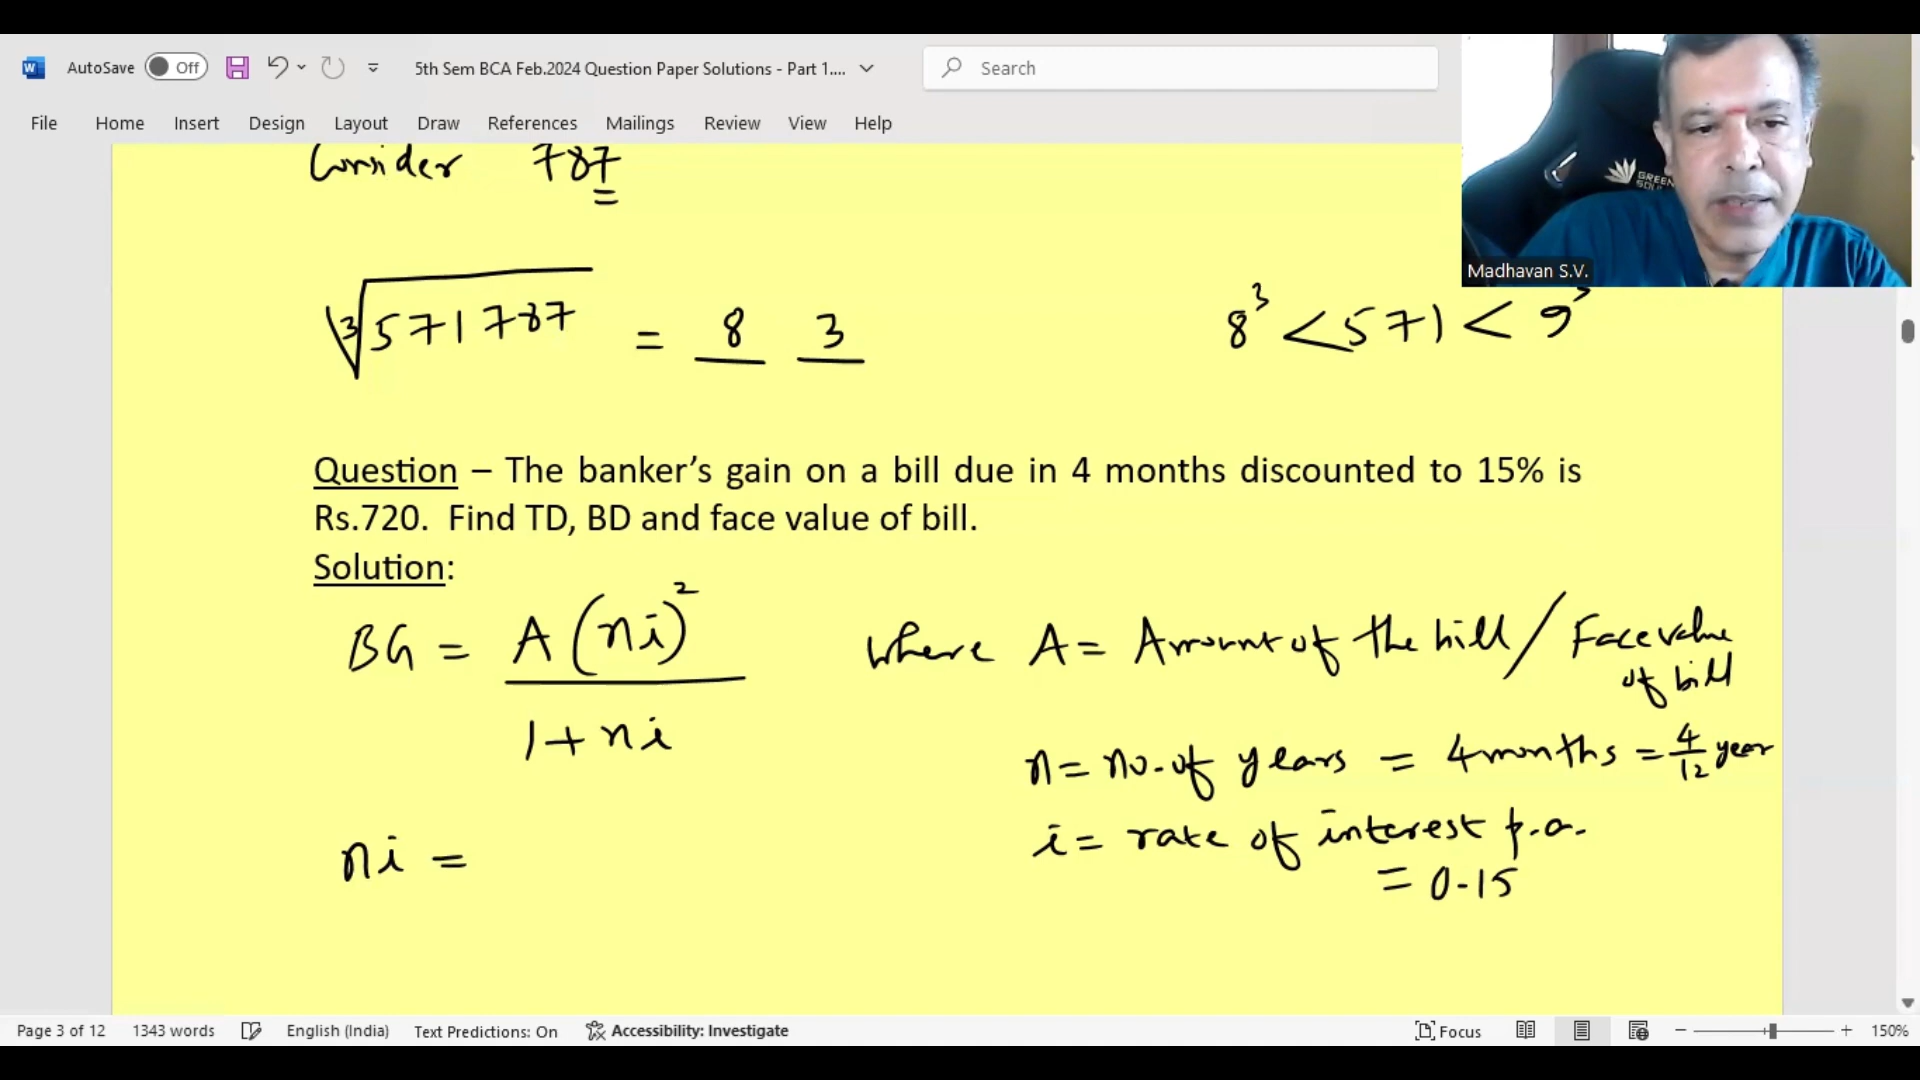 AutoSave Off 5th Sem BCA Feb.2024 Question Paper Solutions - Part 1.... Search
File Home Insert Design Layout Draw References Mailings Review View Help
GREEN
Madhavan S.V.
Consider 787
∛571787 = 8 3 8³ < 571 < 9³
Question – The banker’s gain on a bill due in 4 months discounted to 15% is
Rs.720. Find TD, BD and face value of bill.
Solution:
BG = A(ni)² / 1+ni where A = Amount of the bill / Face value of bill
n = no. of years = 4 months = 4/12 year
i = rate of interest p.a.
= 0.15
ni =
Page 3 of 12 1343 words English (India) Text Predictions: On Accessibility: Investigate Focus 150%